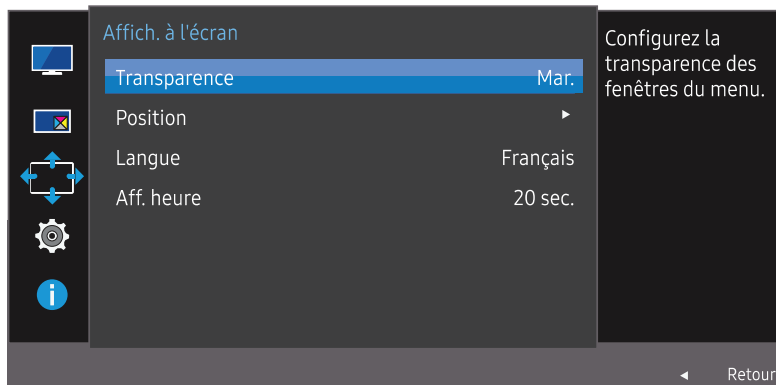 Affich. à l'écran
Transparence Mar.
Position ►
Langue Français
Aff. heure 20 sec.
Configurez la
transparence des
fenêtres du menu.
◄ Retour